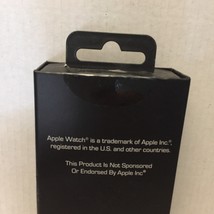 Apple Watch® is a trademark of Apple Inc.®,
registered in the U.S. and other countries.
This Product Is Not Sponsored
Or Endorsed By Apple Inc®